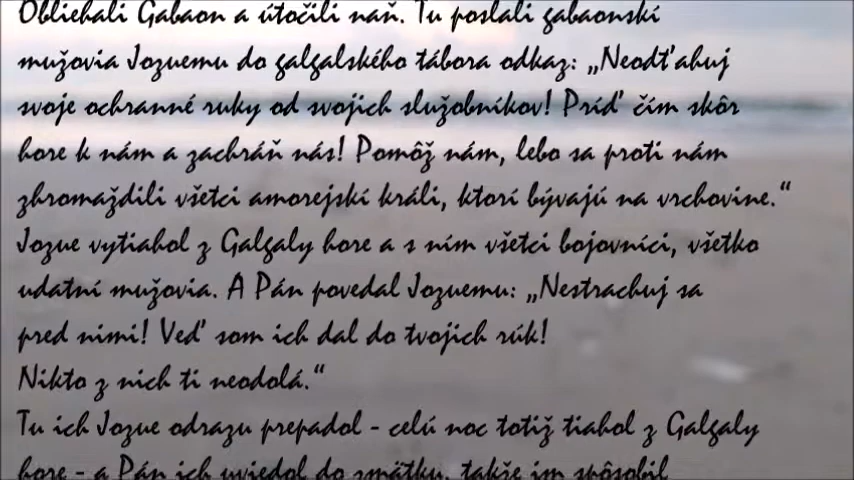 Obliehali Gabaon a útočili naň. Tu poslali gabaonskí
mužovia Jozuemu do galgalského tábora odkaz: „Neodťahuj
svoje ochranné ruky od svojich služobníkov! Príď čím skôr
hore k nám a zachráň nás! Pomôž nám, lebo sa proti nám
zhromaždili všetci amorejskí králi, ktorí bývajú na vrchovine.“
Jozue vytiahol z Galgaly hore a s ním všetci bojovníci, všetko
udatní mužovia. A Pán povedal Jozuemu: „Nestrachuj sa
pred nimi! Veď som ich dal do tvojich rúk!
Nikto z nich ti neodolá.“
Tu ich Jozue odrazu prepadol - celú noc totiž tiahol z Galgaly
hore - a Pán ich uviedol do zmätku, takže im spôsobil